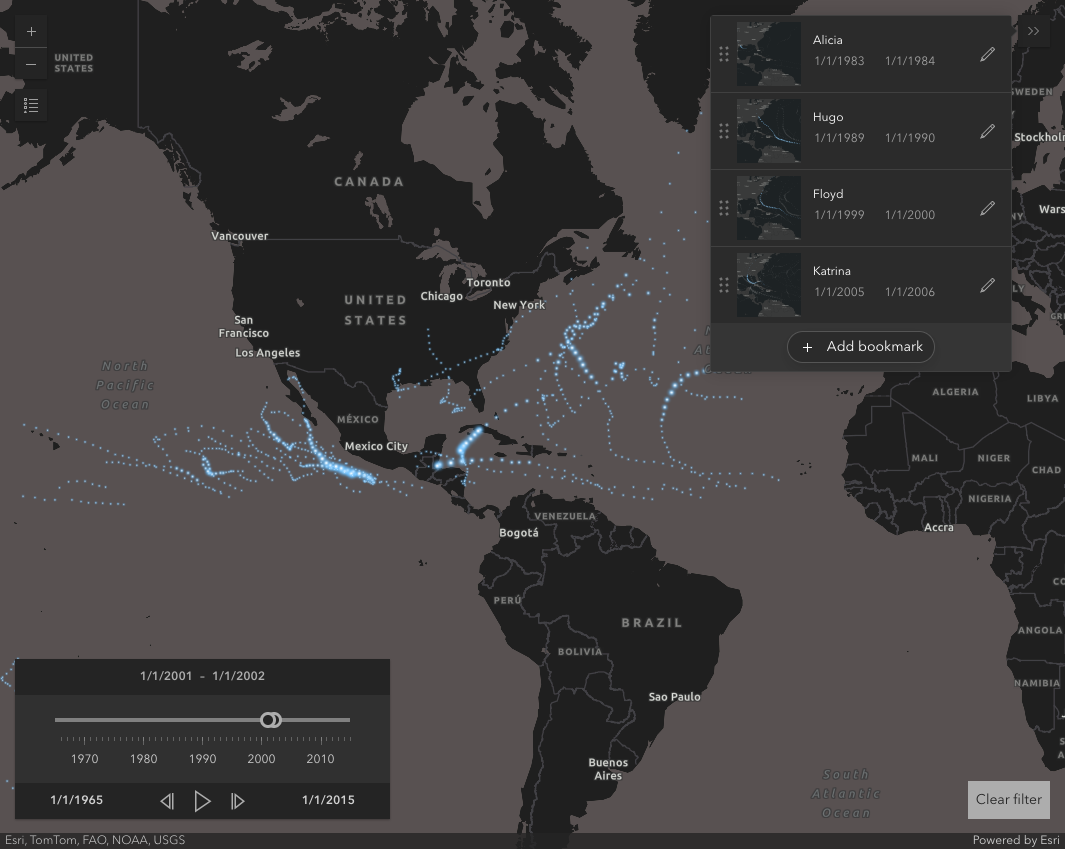 UNITED
STATES
CANADA
Vancouver
Toronto
Chicago
New York
UNITED
STATES
San
Francisco
Los Angeles
North
Pacific
Ocean
MÉXICO
Mexico City
Alicia
1/1/1983 1/1/1984
Hugo
1/1/1989 1/1/1990
Floyd
1/1/1999 1/1/2000
Katrina
1/1/2005 1/1/2006
+ Add bookmark
SWEDEN
Stockholm
Wars
ALGERIA
LIBYA
MALI
NIGER
CHAD
NIGERIA
Accra
VENEZUELA
Bogotá
PERÚ
BRAZIL
BOLIVIA
Sao Paulo
Buenos
Aires
ANGOLA
NAMIBIA
South
Atlantic
Ocean
1/1/2001 – 1/1/2002
1970 1980 1990 2000 2010
1/1/1965 1/1/2015
Clear filter
Esri, TomTom, FAO, NOAA, USGS
Powered by Esri